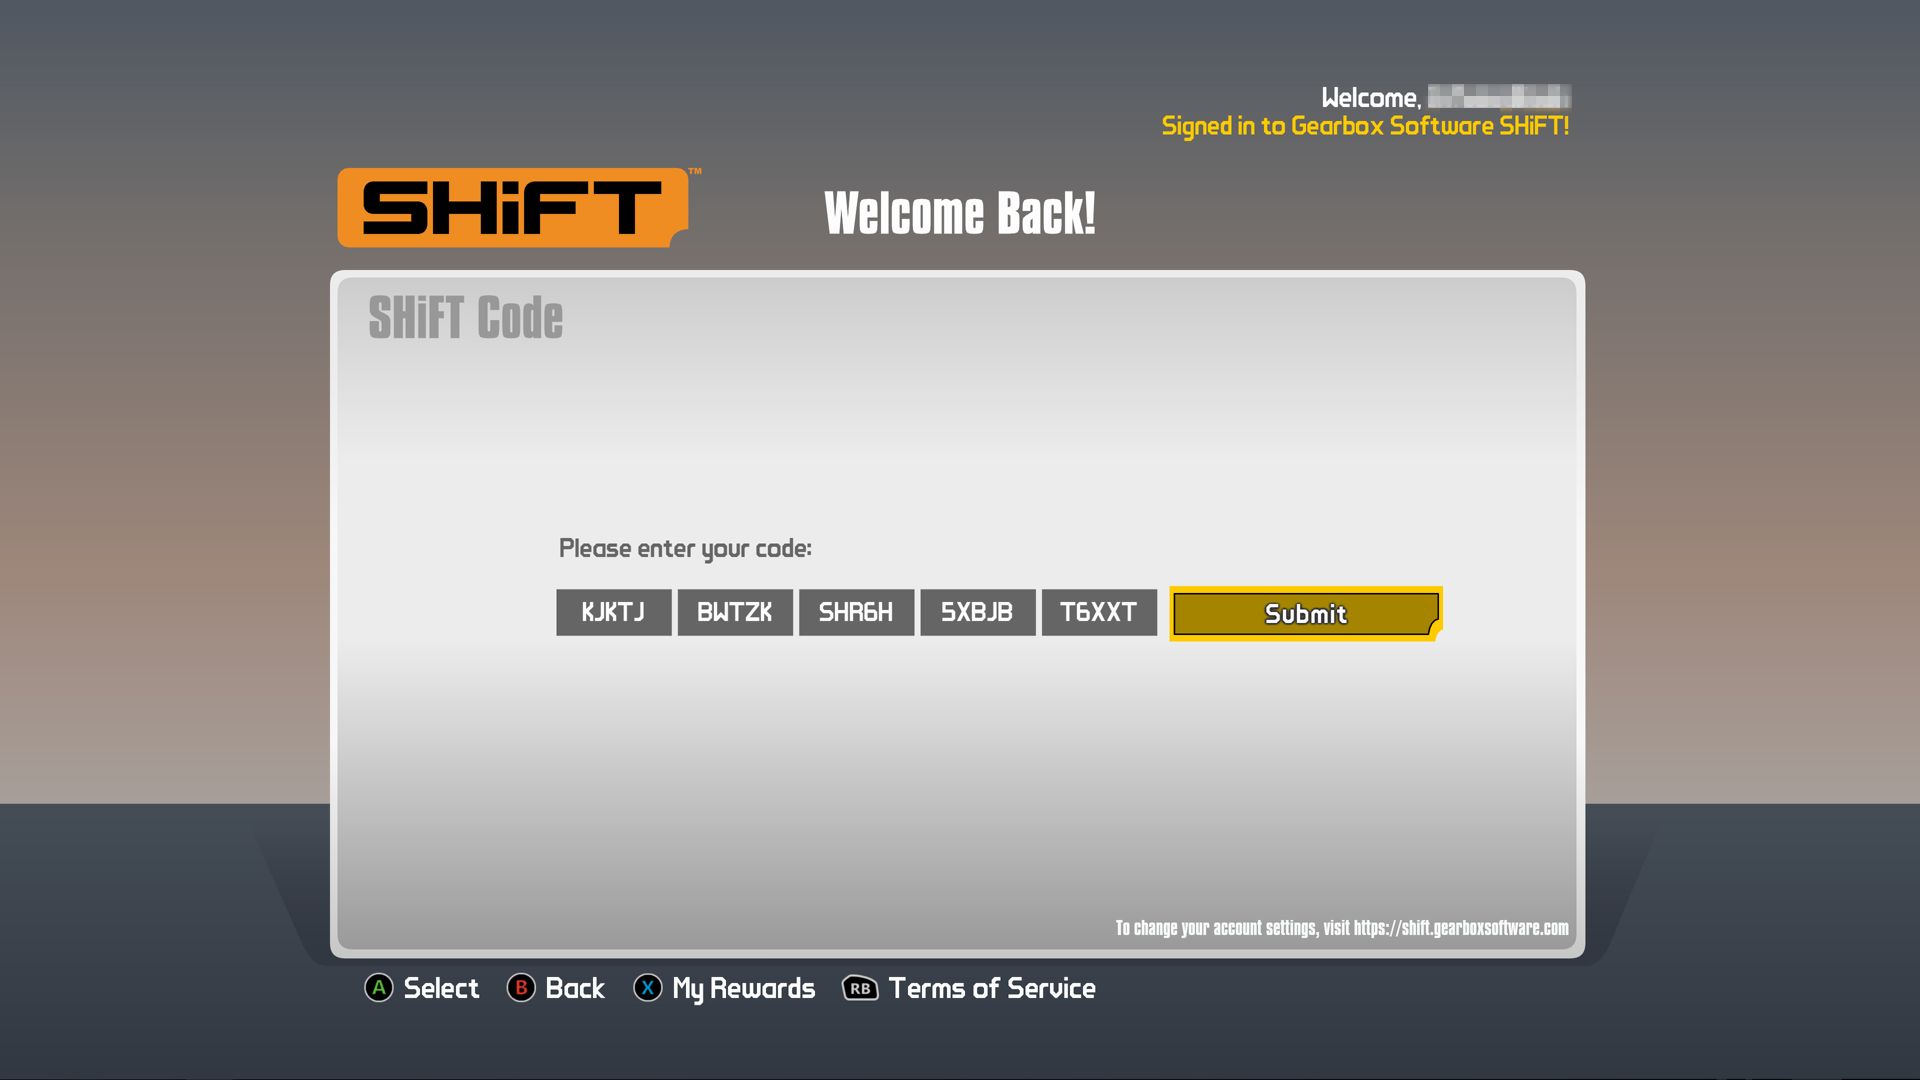 Welcome,
Signed in to Gearbox Software SHiFT!
SHiFT™
Welcome Back!
SHiFT Code
Please enter your code:
KJKTJ BWTZK SHR6H 5XBJB T6XXT Submit
To change your account settings, visit https://shift.gearboxsoftware.com
A Select B Back X My Rewards RB Terms of Service